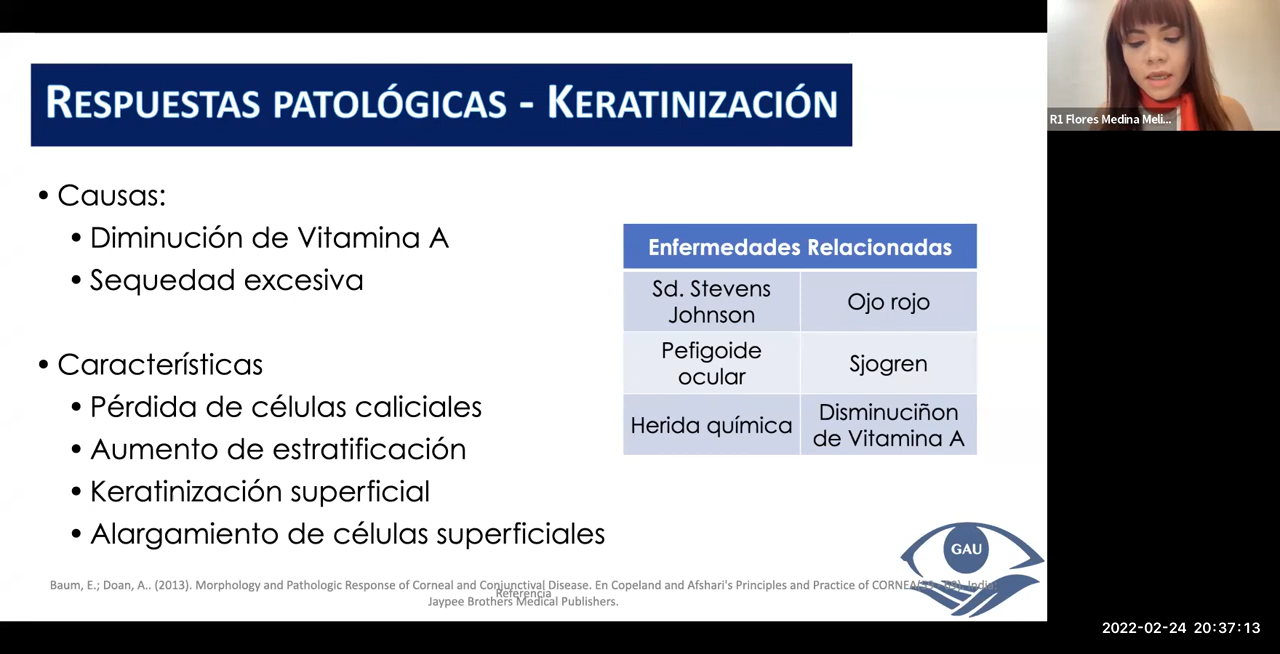 RESPUESTAS PATOLÓGICAS - KERATINIZACIÓN
R1 Flores Medina Meli...
• Causas:
• Diminución de Vitamina A
• Sequedad excesiva
• Características
• Pérdida de células caliciales
• Aumento de estratificación
• Keratinización superficial
• Alargamiento de células superficiales
Enfermedades Relacionadas
Sd. Stevens
Johnson
Ojo rojo
Pefigoide
ocular
Sjogren
Herida química
Disminuciñon
de Vitamina A
GAU
Baum, E.; Doan, A.. (2013). Morphology and Pathologic Response of Corneal and Conjunctival Disease. En Copeland and Afshari's Principles and Practice of CORNEA
Referencia
Jaypee Brothers Medical Publishers.
2022-02-24 20:37:13